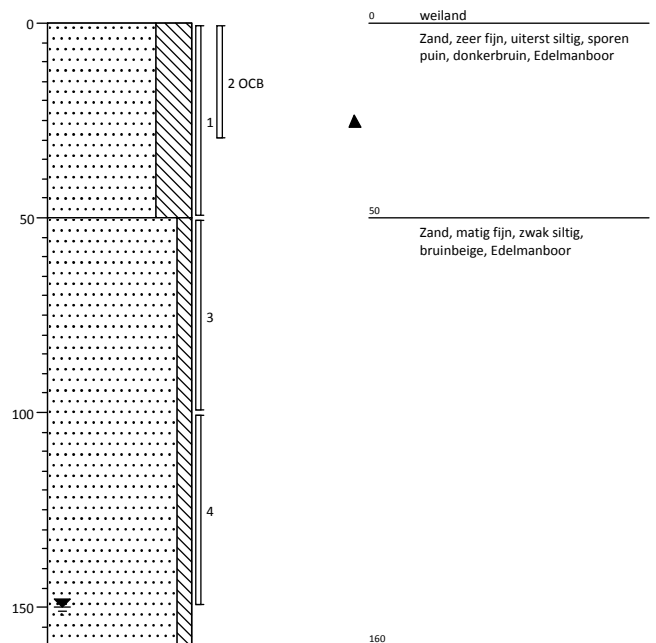 0
50
100
150
1
2 OCB
3
4
0
weiland
Zand, zeer fijn, uiterst siltig, sporen
puin, donkerbruin, Edelmanboor
50
Zand, matig fijn, zwak siltig,
bruinbeige, Edelmanboor
160